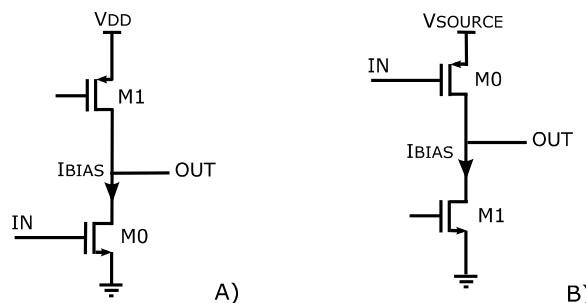 VDD
M1
IBIAS
OUT
IN
M0
A)
VSOURCE
IN
M0
OUT
IBIAS
M1
B)